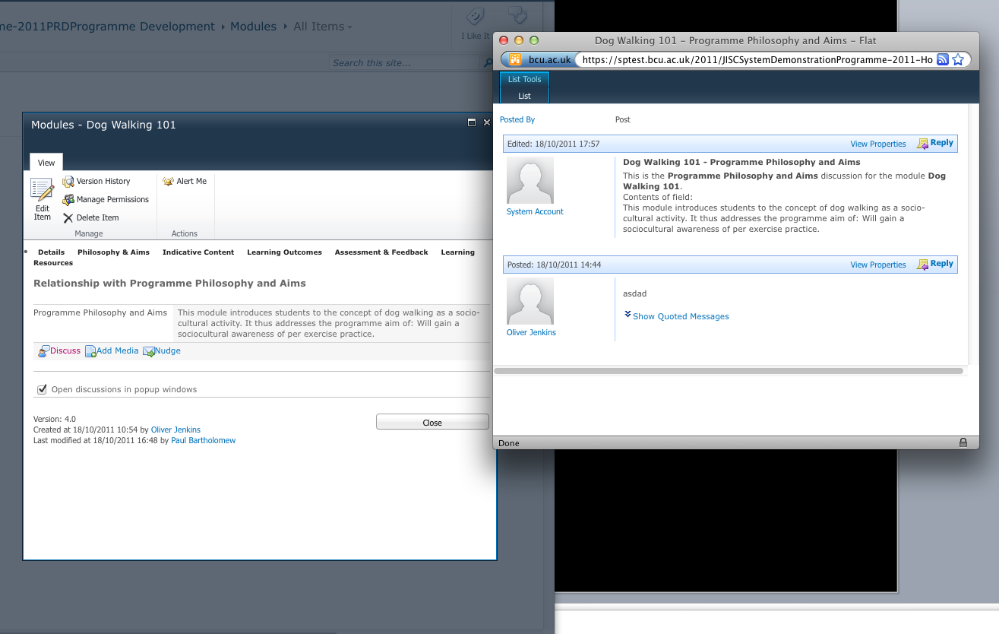 me-2011PRDProgramme Development ▸ Modules ▸ All Items
I Like It
Search this site...
Modules - Dog Walking 101
View
Edit Item
Version History
Manage Permissions
Delete Item
Manage
Alert Me
Actions
Details Philosophy & Aims Indicative Content Learning Outcomes Assessment & Feedback Learning
Resources
Relationship with Programme Philosophy and Aims
Programme Philosophy and Aims
This module introduces students to the concept of dog walking as a socio-
cultural activity. It thus addresses the programme aim of: Will gain a
sociocultural awareness of per exercise practice.
Discuss Add Media Nudge
Open discussions in popup windows
Version: 4.0
Created at 18/10/2011 10:54 by Oliver Jenkins
Last modified at 18/10/2011 16:48 by Paul Bartholomew
Close
Dog Walking 101 – Programme Philosophy and Aims – Flat
bcu.ac.uk https://sptest.bcu.ac.uk/2011/JISCSystemDemonstrationProgramme-2011-Ho
List Tools
List
Posted By Post
Edited: 18/10/2011 17:57 View Properties Reply
System Account
Dog Walking 101 - Programme Philosophy and Aims
This is the Programme Philosophy and Aims discussion for the module Dog
Walking 101.
Contents of field:
This module introduces students to the concept of dog walking as a socio-
cultural activity. It thus addresses the programme aim of: Will gain a
sociocultural awareness of per exercise practice.
Posted: 18/10/2011 14:44 View Properties Reply
Oliver Jenkins
asdad
Show Quoted Messages
Done